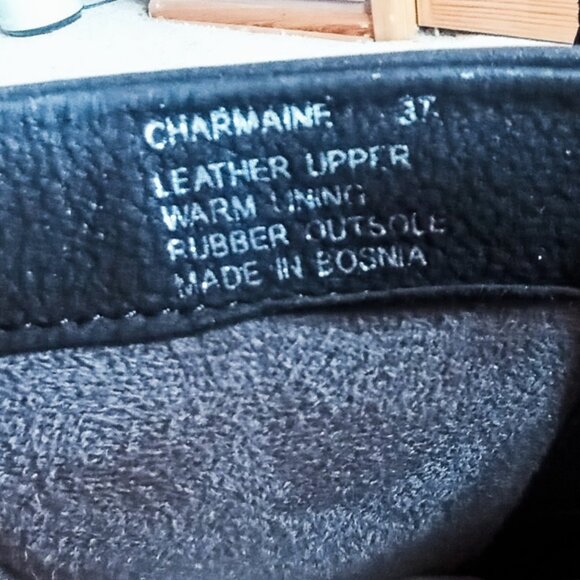 CHARMAINE 37
LEATHER UPPER
WARM LINING
RUBBER OUTSOLE
MADE IN BOSNIA